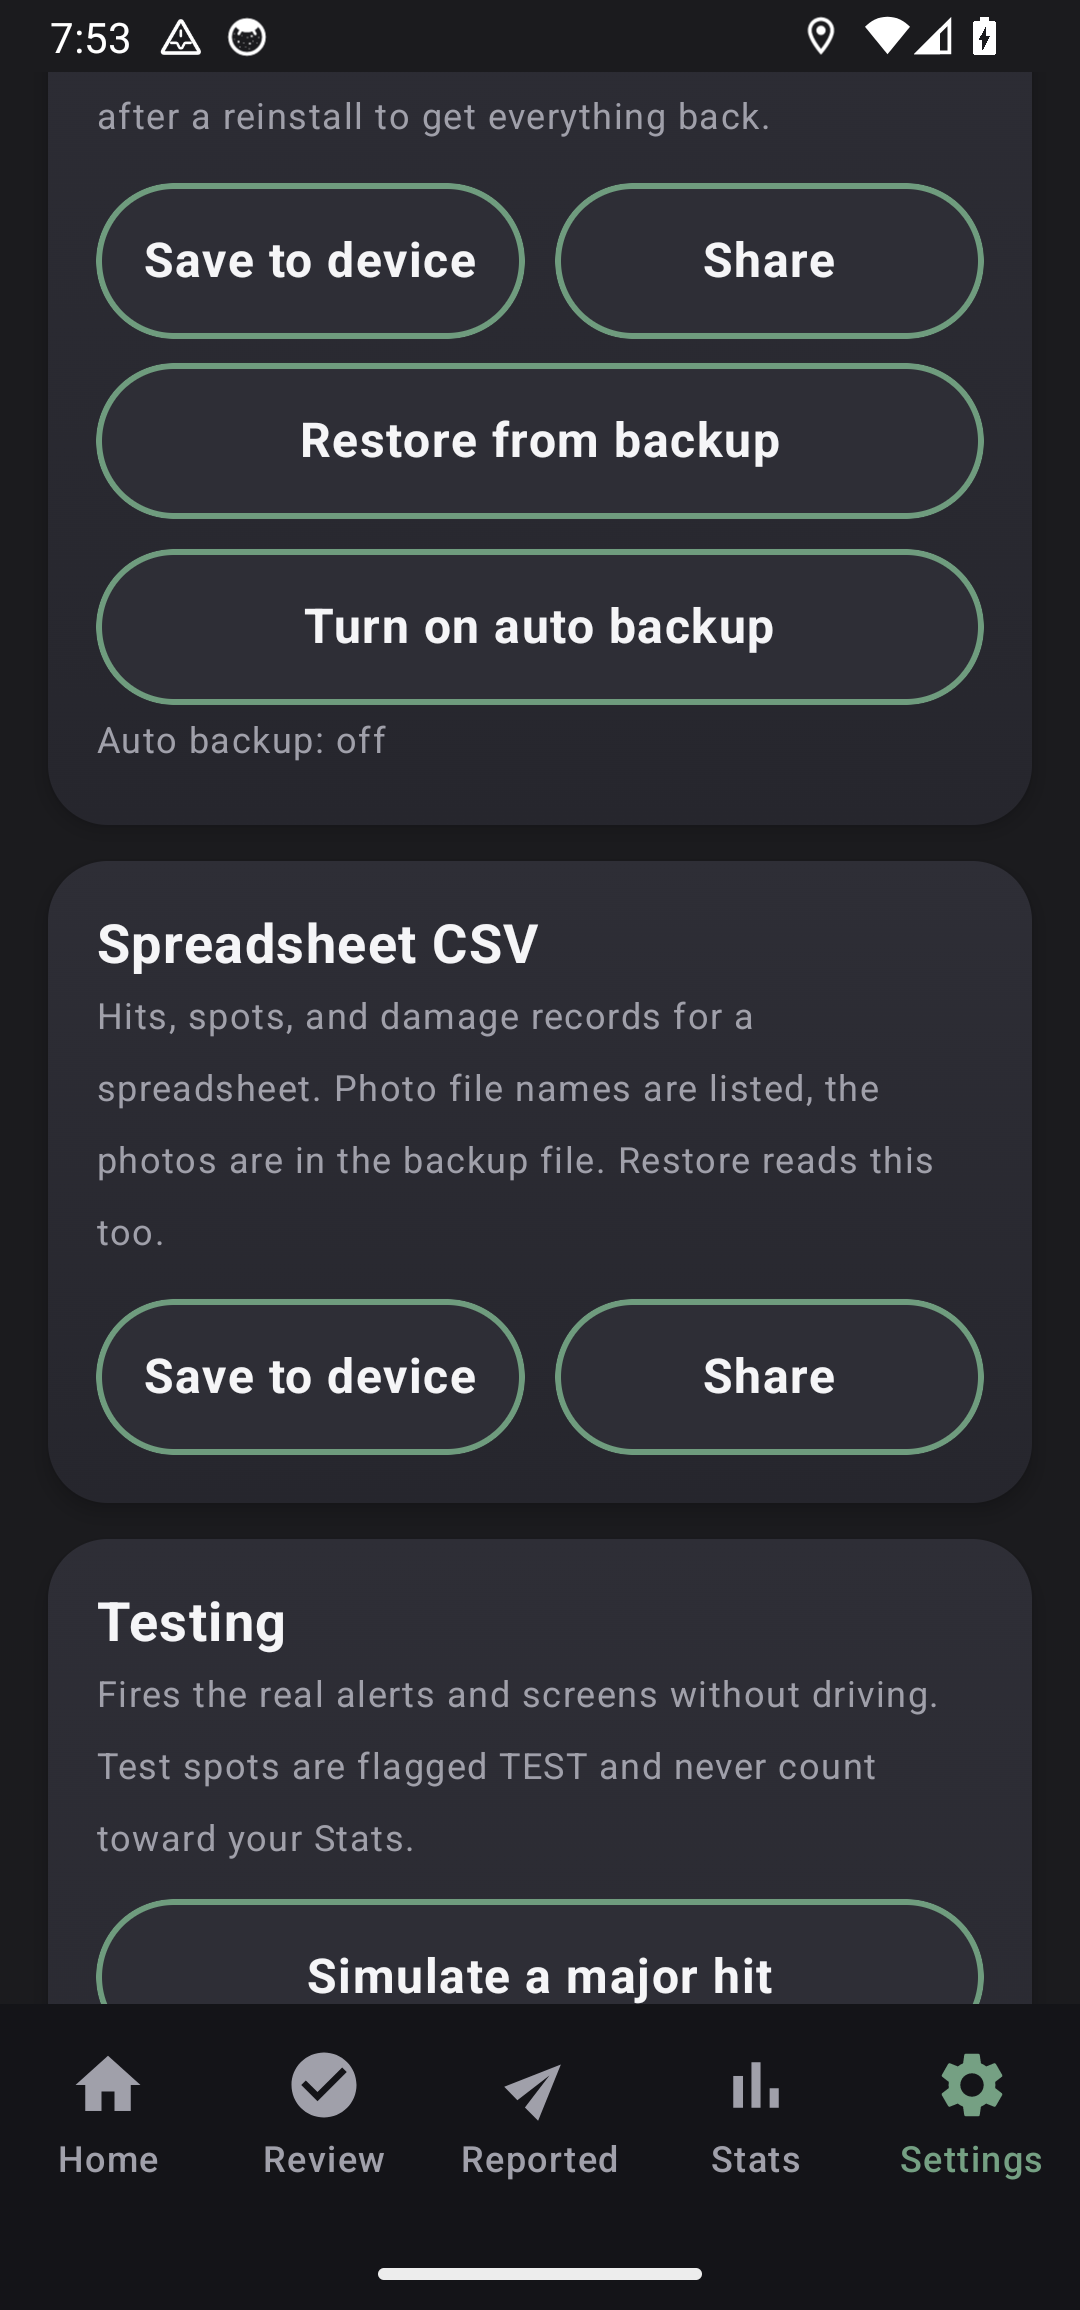 7:53
after a reinstall to get everything back.
Save to device
Share
Restore from backup
Turn on auto backup
Auto backup: off
Spreadsheet CSV
Hits, spots, and damage records for a
spreadsheet. Photo file names are listed, the
photos are in the backup file. Restore reads this
too.
Save to device
Share
Testing
Fires the real alerts and screens without driving.
Test spots are flagged TEST and never count
toward your Stats.
Simulate a major hit
Home
Review
Reported
Stats
Settings